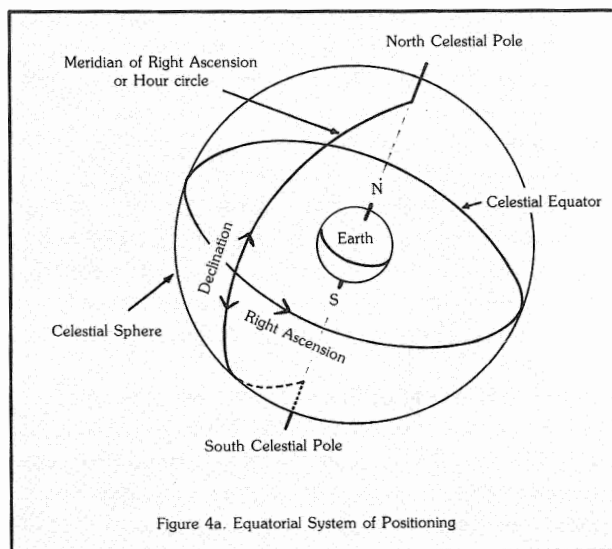 North Celestial Pole
Meridian of Right Ascension
or Hour circle
N
Celestial Equator
Earth
Declination
S
Right Ascension
Celestial Sphere
South Celestial Pole
Figure 4a. Equatorial System of Positioning